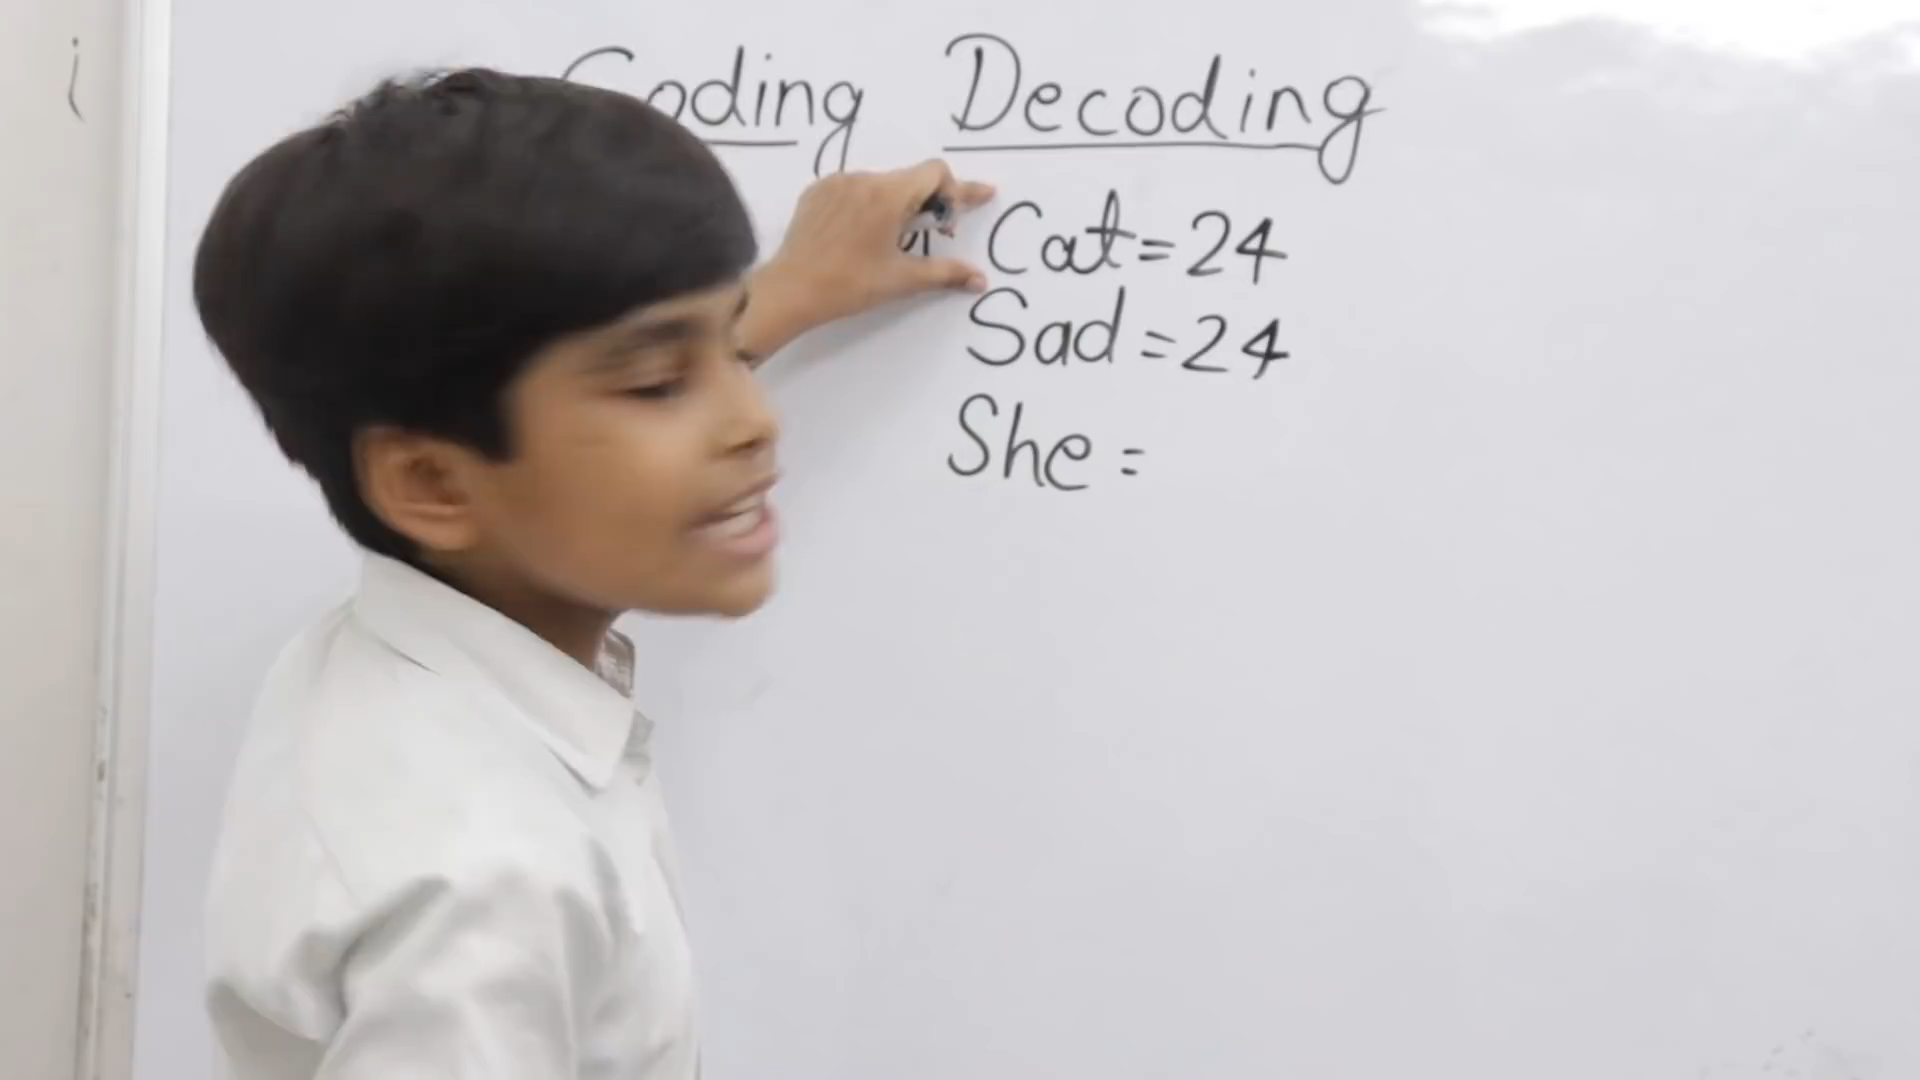 Coding Decoding
Cat = 24
Sad = 24
She =